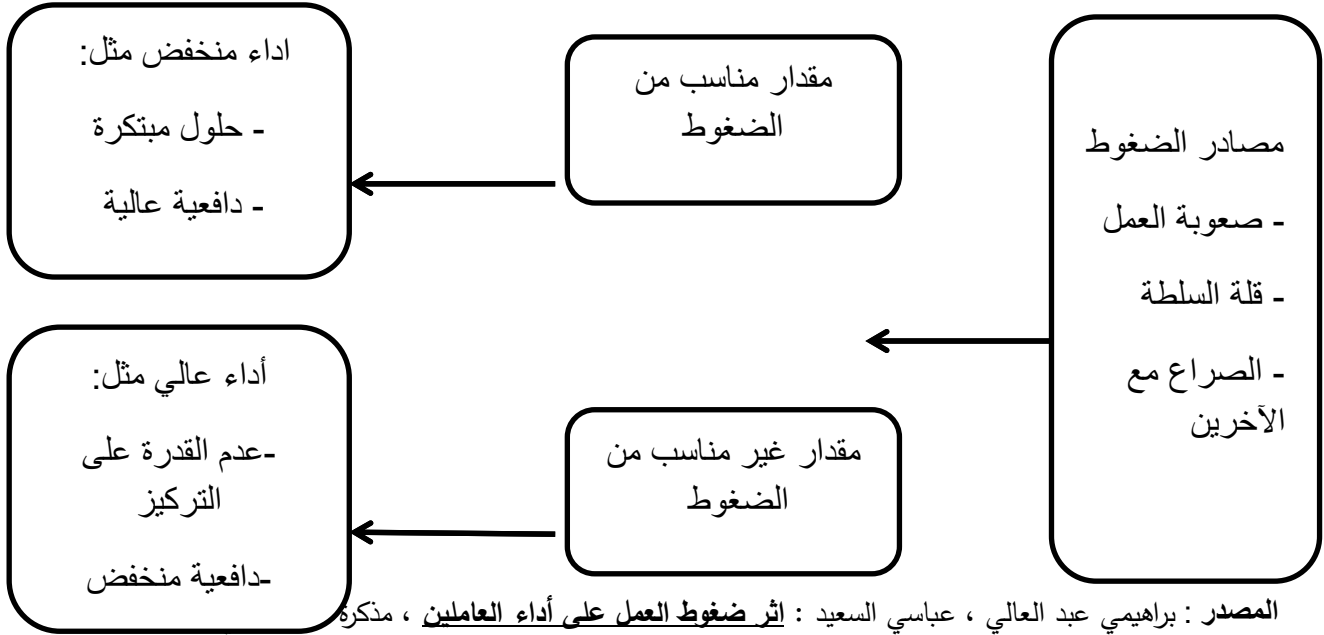 مصادر الضغوط
- صعوبة العمل
- قلة السلطة
- الصراع مع
الآخرين
مقدار مناسب من
الضغوط
اداء منخفض مثل:
- حلول مبتكرة
- دافعية عالية
مقدار غير مناسب من
الضغوط
أداء عالي مثل:
-عدم القدرة على
التركيز
-دافعية منخفض
المصدر : براهيمي عبد العالي ، عباسي السعيد : اثر ضغوط العمل على أداء العاملين ، مذكرة